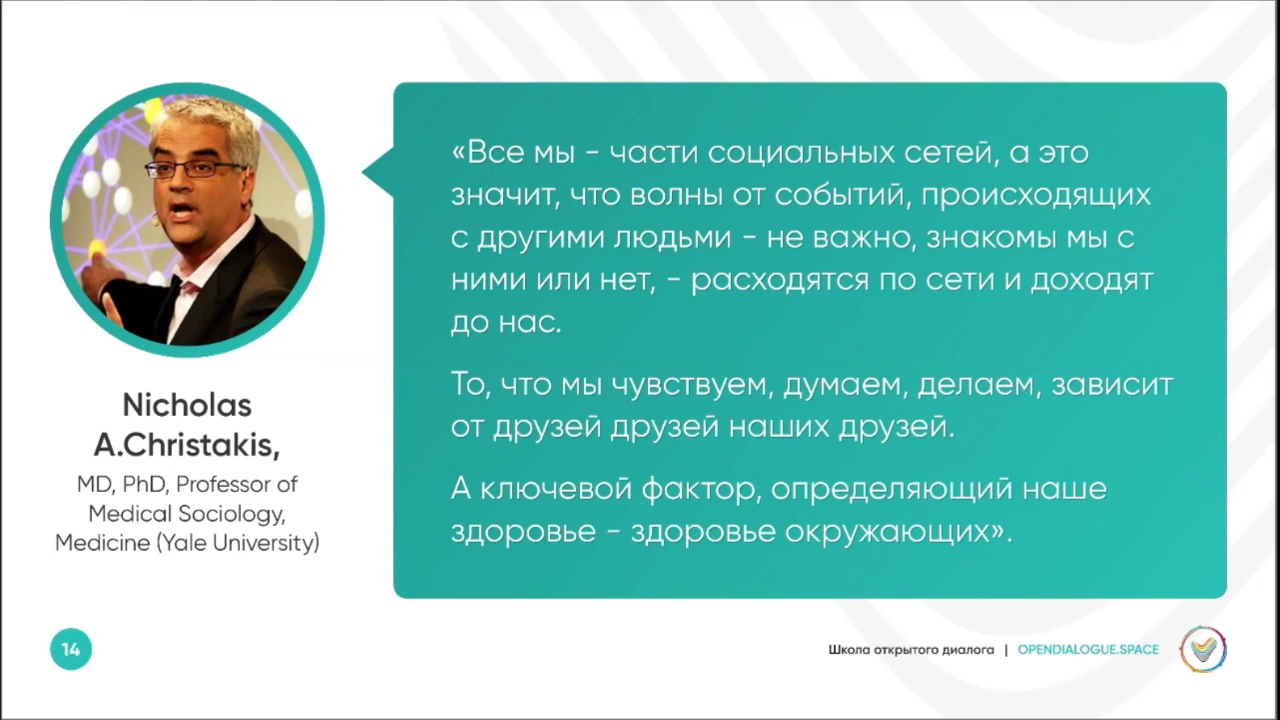 Nicholas
A.Christakis,
MD, PhD, Professor of
Medical Sociology,
Medicine (Yale University)
«Все мы - части социальных сетей, а это
значит, что волны от событий, происходящих
с другими людьми - не важно, знакомы мы с
ними или нет, - расходятся по сети и доходят
до нас.
То, что мы чувствуем, думаем, делаем, зависит
от друзей друзей наших друзей.
А ключевой фактор, определяющий наше
здоровье - здоровье окружающих».
14
Школа открытого диалога | OPENDIALOGUE.SPACE